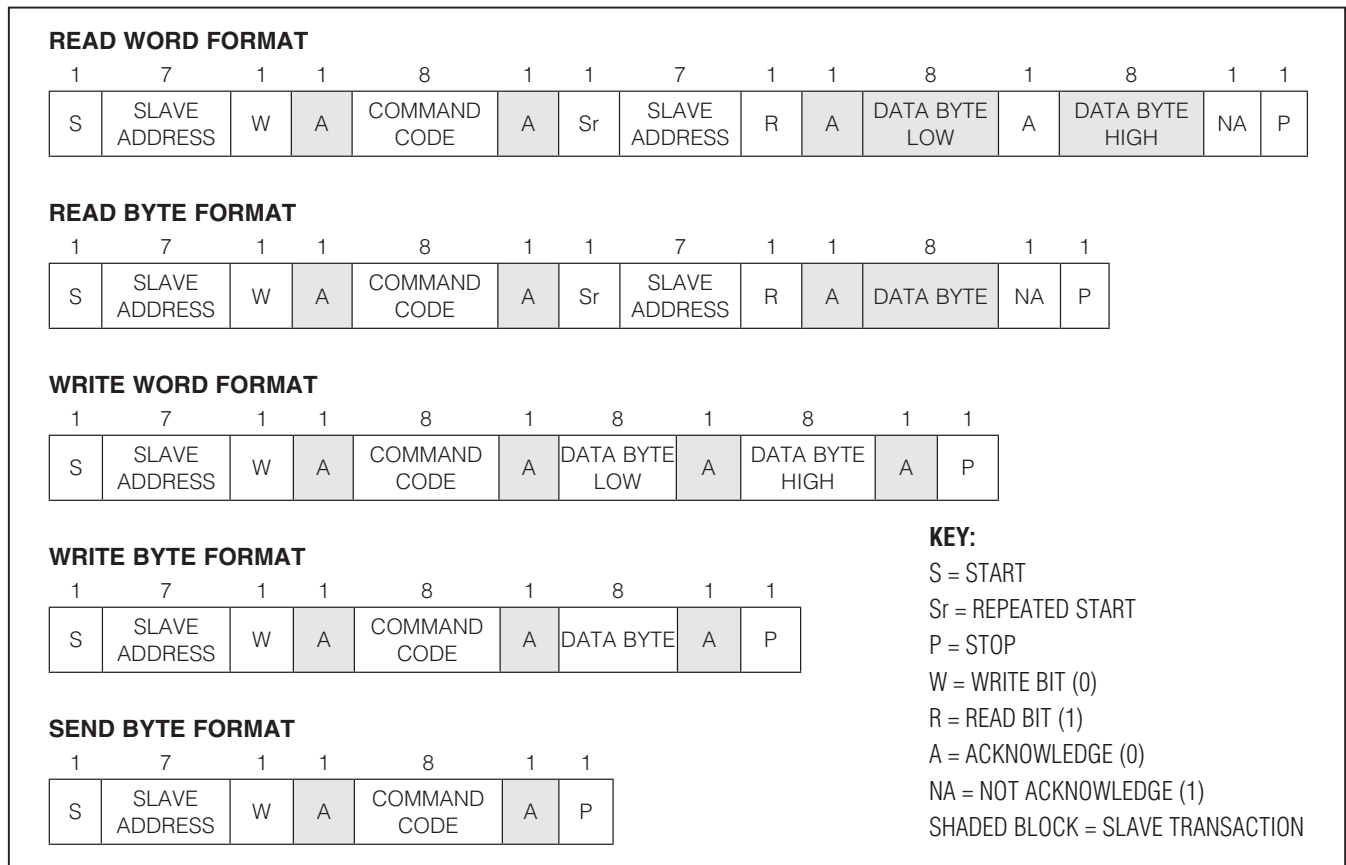 READ WORD FORMAT
1 7 1 1 8 1 1 7 1 1 8 1 8 1 1
S SLAVE ADDRESS W A COMMAND CODE A Sr SLAVE ADDRESS R A DATA BYTE LOW A DATA BYTE HIGH NA P
READ BYTE FORMAT
1 7 1 1 8 1 1 7 1 1 8 1 1
S SLAVE ADDRESS W A COMMAND CODE A Sr SLAVE ADDRESS R A DATA BYTE NA P
WRITE WORD FORMAT
1 7 1 1 8 1 8 1 8 1 1
S SLAVE ADDRESS W A COMMAND CODE A DATA BYTE LOW A DATA BYTE HIGH A P
WRITE BYTE FORMAT
1 7 1 1 8 1 8 1 1
S SLAVE ADDRESS W A COMMAND CODE A DATA BYTE A P
SEND BYTE FORMAT
1 7 1 1 8 1 1
S SLAVE ADDRESS W A COMMAND CODE A P
KEY:
S = START
Sr = REPEATED START
P = STOP
W = WRITE BIT (0)
R = READ BIT (1)
A = ACKNOWLEDGE (0)
NA = NOT ACKNOWLEDGE (1)
SHADED BLOCK = SLAVE TRANSACTION